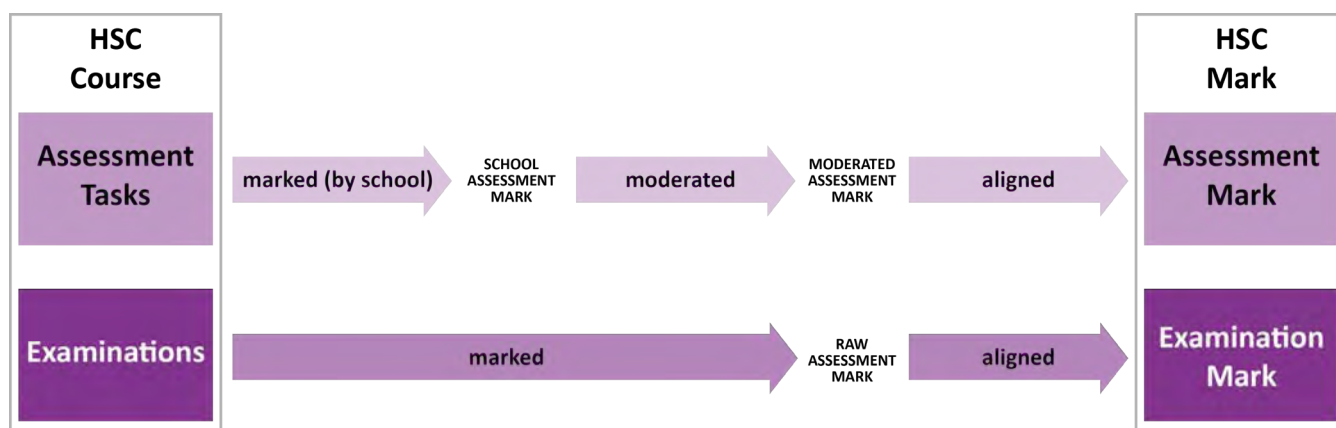 HSC
Course
Assessment
Tasks
marked (by school)
SCHOOL
ASSESSMENT
MARK
moderated
MODERATED
ASSESSMENT
MARK
aligned
HSC
Mark
Assessment
Mark
Examinations
marked
RAW
ASSESSMENT
MARK
aligned
Examination
Mark